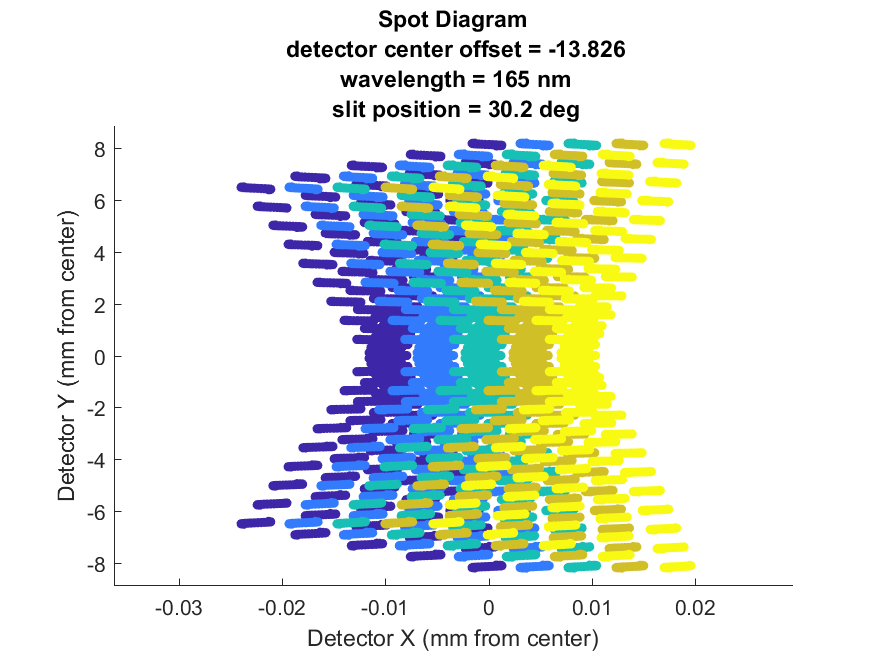 Spot Diagram
detector center offset = -13.826
wavelength = 165 nm
slit position = 30.2 deg
8
6
4
2
0
-2
-4
-6
-8
Detector Y (mm from center)
-0.03 -0.02 -0.01 0 0.01 0.02
Detector X (mm from center)